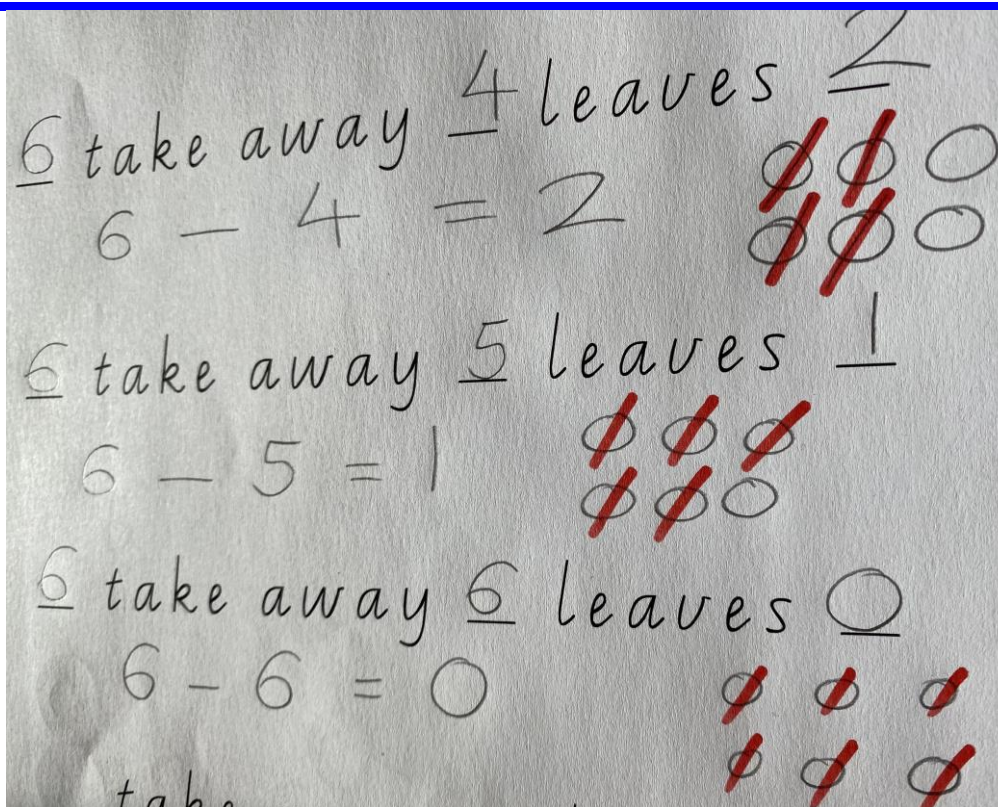 6 take away 4 leaves 2
6 - 4 = 2
6 take away 5 leaves 1
6 - 5 = 1
6 take away 6 leaves 0
6 - 6 = 0
take